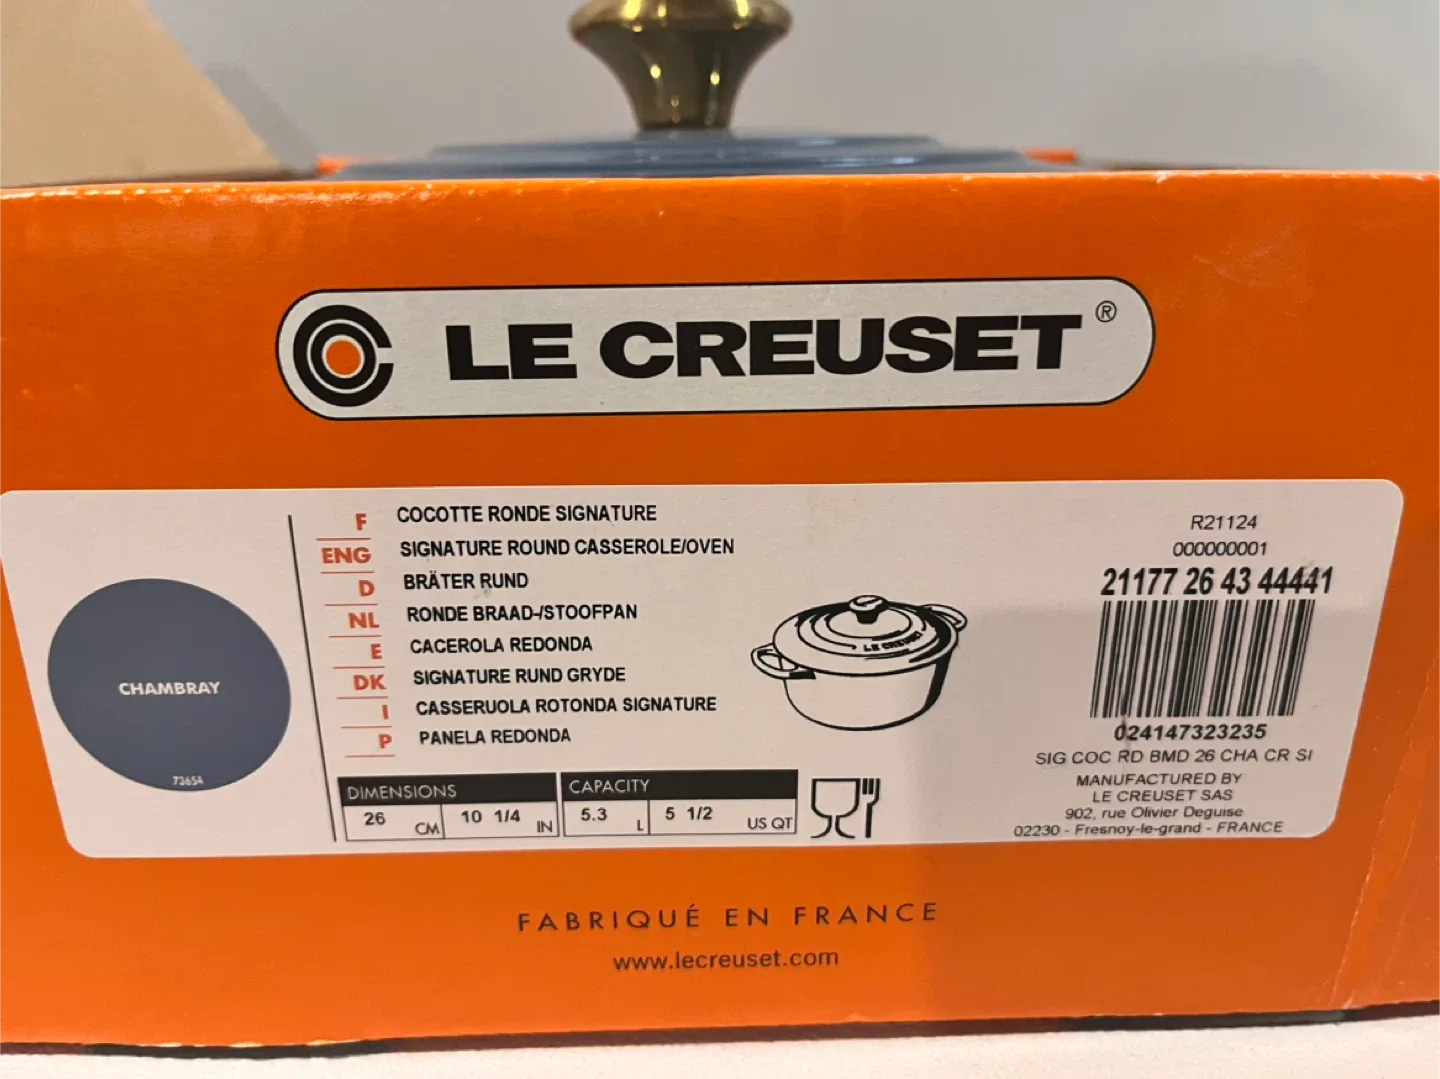 LE CREUSET ®
F COCOTTE RONDE SIGNATURE
ENG SIGNATURE ROUND CASSEROLE/OVEN
D BRÄTER RUND
NL RONDE BRAAD-/STOOFPAN
E CACEROLA REDONDA
DK SIGNATURE RUND GRYDE
I CASSERUOLA ROTONDA SIGNATURE
P PANELA REDONDA
CHAMBRAY
73654
DIMENSIONS
26 CM 10 1/4 IN
CAPACITY
5.3 L 5 1/2 US QT
LE CREUSET
R21124
000000001
21177 26 43 44441
024147323235
SIG COC RD BMD 26 CHA CR SI
MANUFACTURED BY
LE CREUSET SAS
902, rue Olivier Deguise
02230 - Fresnoy-le-grand - FRANCE
FABRIQUÉ EN FRANCE
www.lecreuset.com